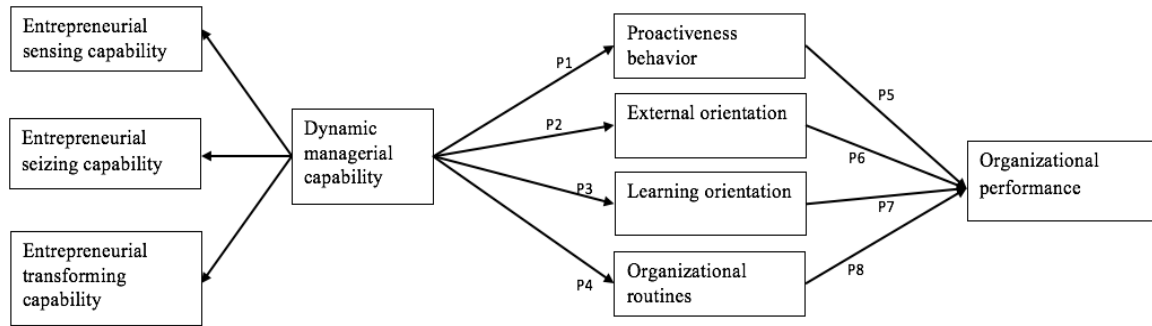 Entrepreneurial
sensing capability
Entrepreneurial
seizing capability
Entrepreneurial
transforming
capability
Dynamic
managerial
capability
P1
P2
P3
P4
Proactiveness
behavior
External orientation
Learning orientation
Organizational
routines
P5
P6
P7
P8
Organizational
performance